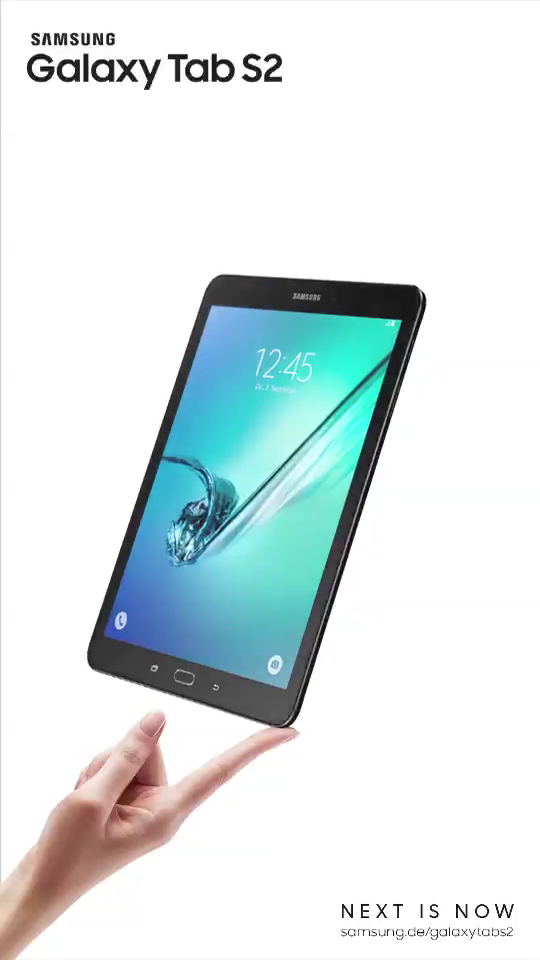 SAMSUNG
Galaxy Tab S2
SAMSUNG
12:45
NEXT IS NOW
samsung.de/galaxytabs2